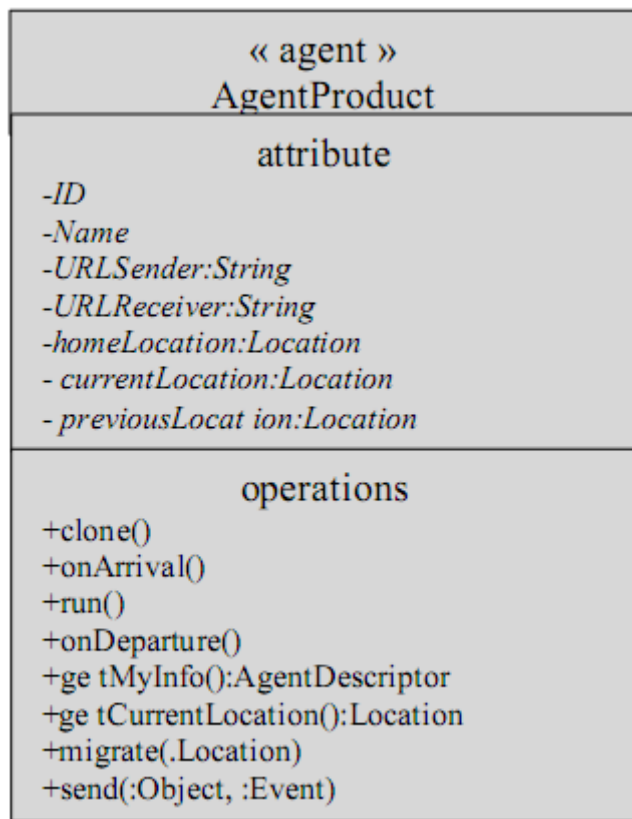 « agent »
AgentProduct
attribute
-ID
-Name
-URLSender:String
-URLReceiver:String
-homeLocation:Location
- currentLocation:Location
- previousLocat ion:Location
operations
+clone()
+onArrival()
+run()
+onDeparture()
+ge tMyInfo():AgentDescriptor
+ge tCurrentLocation():Location
+migrate(.Location)
+send(:Object, :Event)